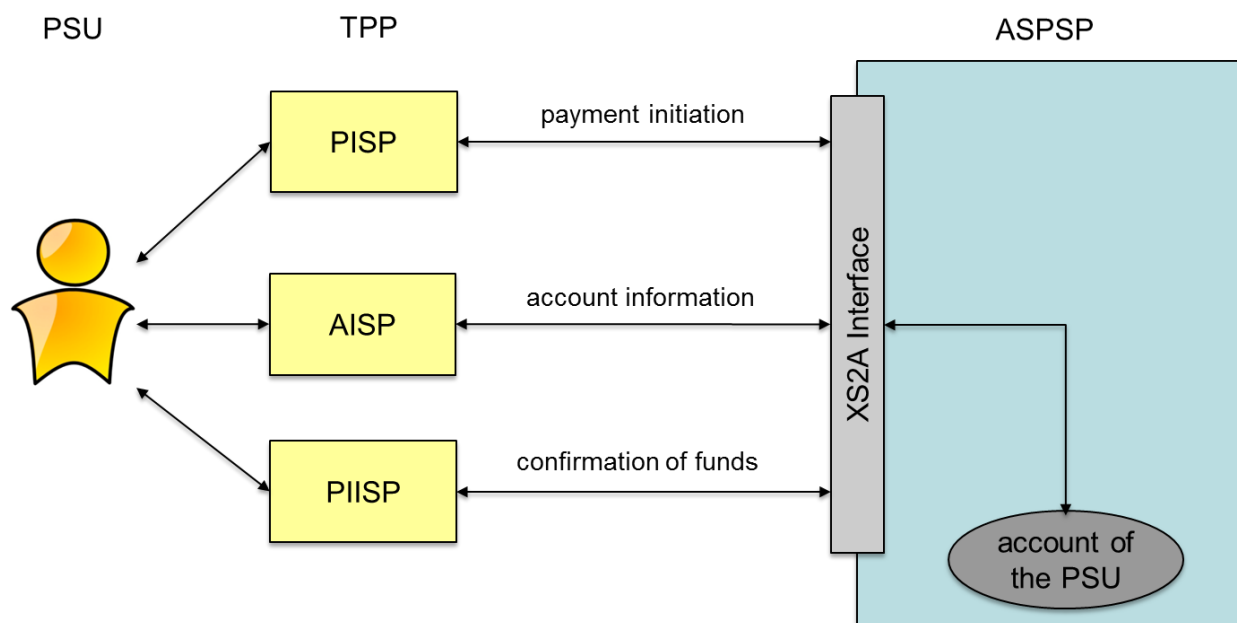 PSU
TPP
ASPSP
PISP
payment initiation
AISP
account information
PIISP
confirmation of funds
XS2A Interface
account of
the PSU